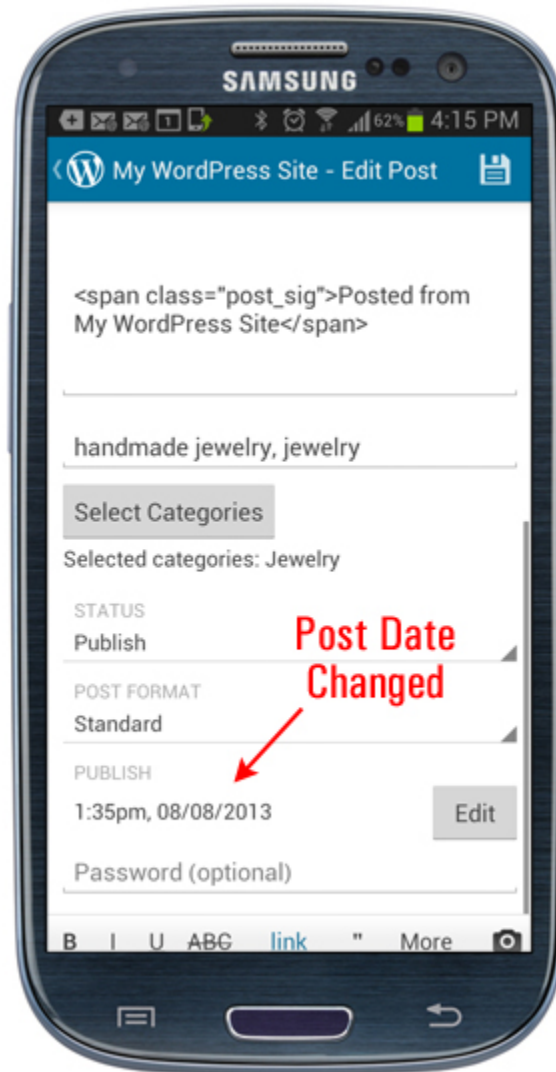 SAMSUNG
1
62%
4:15 PM
My WordPress Site - Edit Post
<span class="post_sig">Posted from
My WordPress Site</span>
handmade jewelry, jewelry
Select Categories
Selected categories: Jewelry
STATUS
Publish
Post Date
Changed
POST FORMAT
Standard
PUBLISH
1:35pm, 08/08/2013
Edit
Password (optional)
B I U ABC link " More